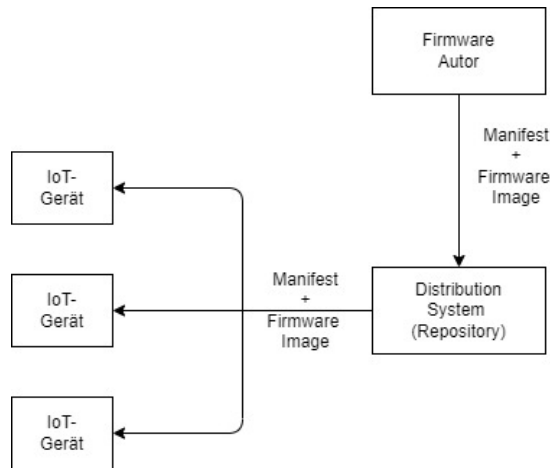 Firmware
Autor
Manifest
+
Firmware
Image
IoT-
Gerät
IoT-
Gerät
Manifest
+
Firmware
Image
Distribution
System
(Repository)
IoT-
Gerät